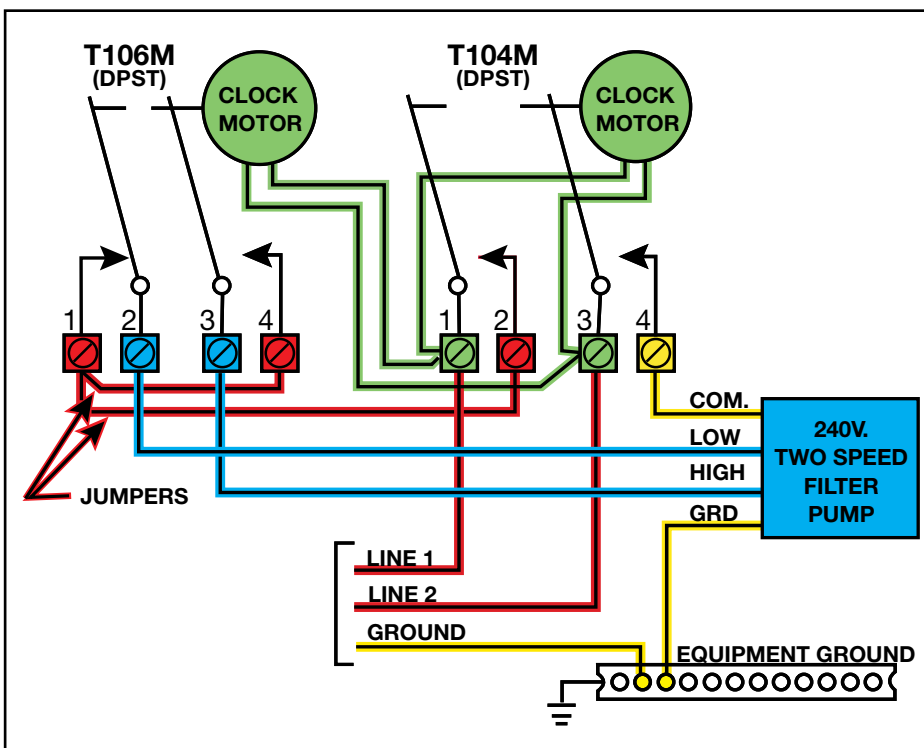 T106M
(DPST)
CLOCK
MOTOR
T104M
(DPST)
CLOCK
MOTOR
1
2
3
4
1
2
3
4
COM.
LOW
HIGH
GRD
240V.
TWO SPEED
FILTER
PUMP
JUMPERS
LINE 1
LINE 2
GROUND
EQUIPMENT GROUND